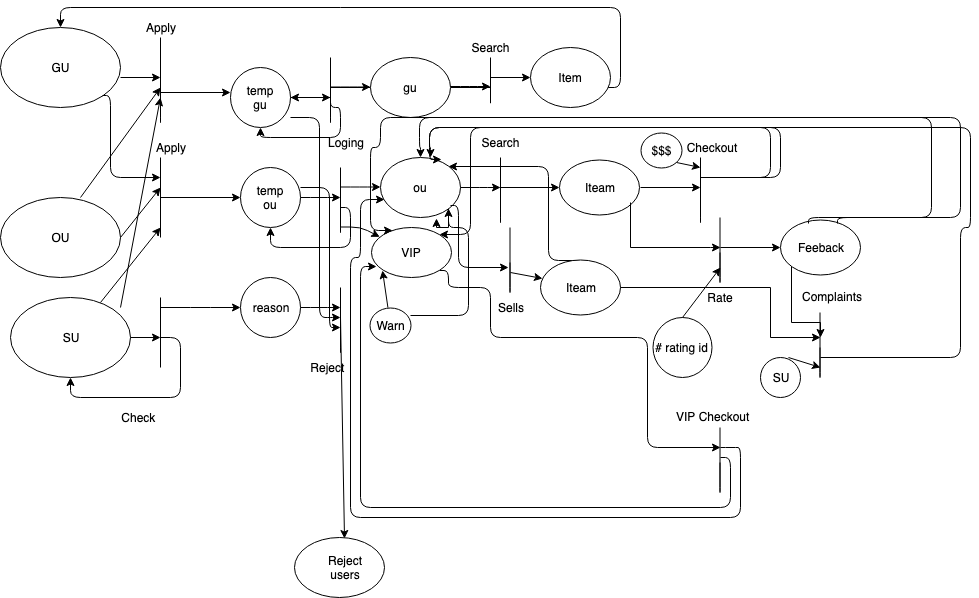 Apply
GU
Search
Item
temp
gu
gu
Loging
Apply
Search
$$$
Checkout
temp
ou
ou
Iteam
OU
VIP
Feeback
Iteam
Sells
Rate
Complaints
reason
Warn
SU
Reject
# rating id
SU
Check
VIP Checkout
Reject
users